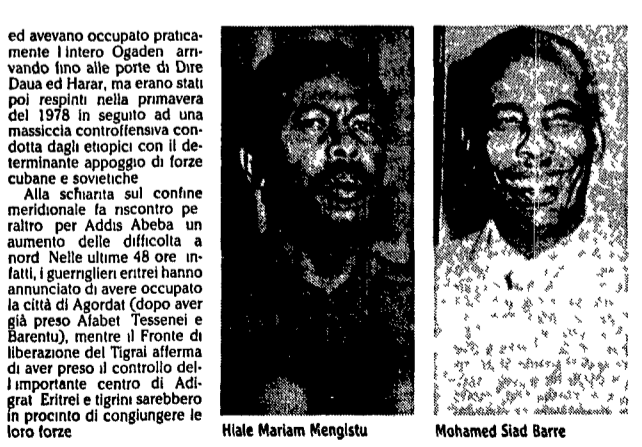 ed avevano occupato pratica-
mente l intero Ogaden arri-
vando fino alle porte di Dire
Daua ed Harar, ma erano stati
poi respinti nella primavera
del 1978 in seguito ad una
massiccia controffensiva con-
dotta dagli etiopici con il de-
terminante appoggio di forze
cubane e sovietiche
Alla schiarita sul confine
meridionale fa riscontro pe
raltro per Addis Abeba un
aumento delle difficolta a
nord Nelle ultime 48 ore in-
fatti, i guerriglieri eritrei hanno
annunciato di avere occupato
la città di Agordat (dopo aver
già preso Afabet Tessenei e
Barentu), mentre il Fronte di
liberazione del Tigrai afferma
di aver preso il controllo del-
l importante centro di Adi-
grat Eritrei e tigrini sarebbero
in procinto di congiungere le
loro forze
Hiale Mariam Mengistu
Mohamed Siad Barre